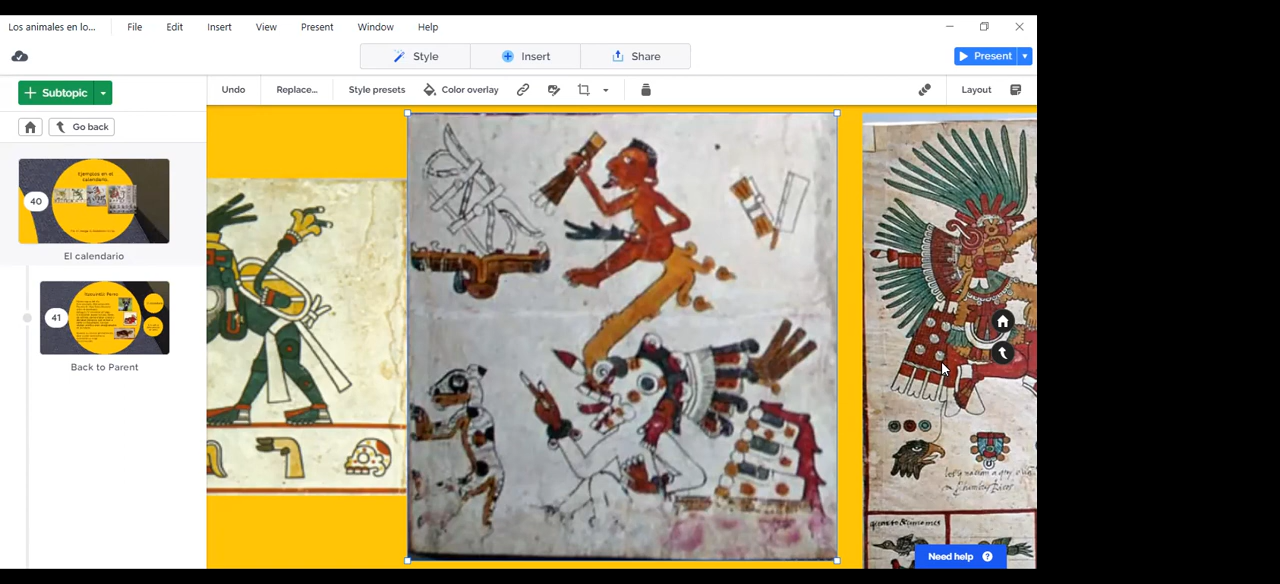 Los animales en lo...
File
Edit
Insert
View
Present
Window
Help
Style
Insert
Share
Present
Subtopic
Undo
Replace...
Style presets
Color overlay
Layout
Go back
Ejemplos en el
calendario.
40
El calendario
41
Back to Parent
Need help ?